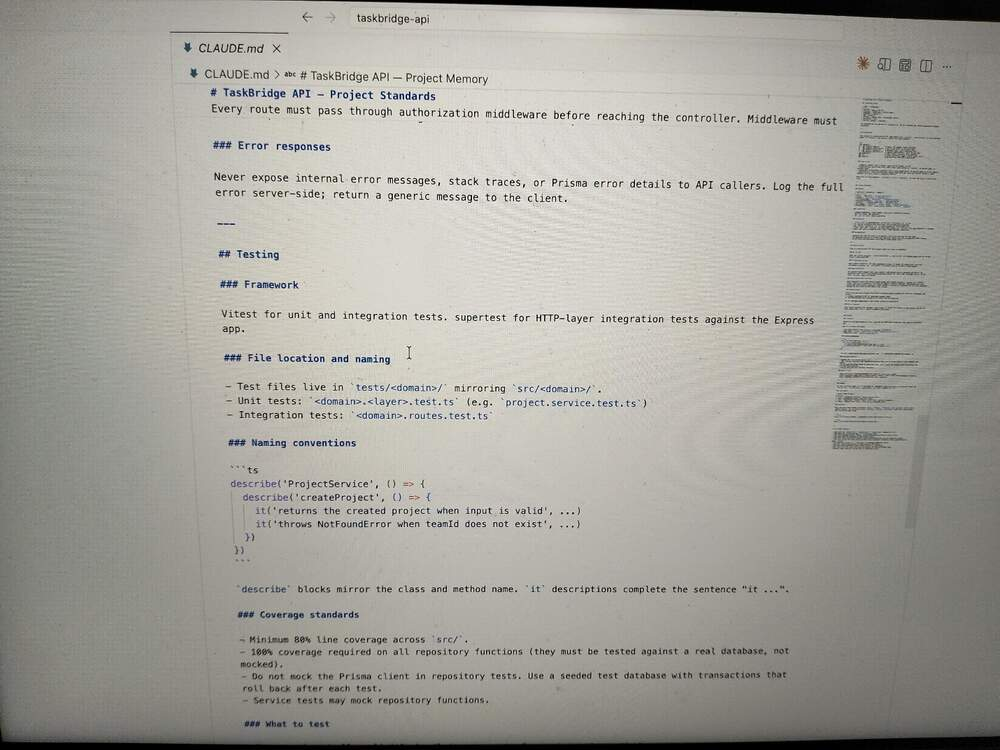 taskbridge-api
CLAUDE.md
CLAUDE.md > abc # TaskBridge API — Project Memory
# TaskBridge API — Project Standards
Every route must pass through authorization middleware before reaching the controller. Middleware must
### Error responses
Never expose internal error messages, stack traces, or Prisma error details to API callers. Log the full
error server-side; return a generic message to the client.
---
## Testing
### Framework
Vitest for unit and integration tests. supertest for HTTP-layer integration tests against the Express
app.
### File location and naming
- Test files live in `tests/<domain>/` mirroring `src/<domain>/`.
- Unit tests: `<domain>.<layer>.test.ts` (e.g. `project.service.test.ts`)
- Integration tests: `<domain>.routes.test.ts`
### Naming conventions
```ts
describe('ProjectService', () => {
describe('createProject', () => {
it('returns the created project when input is valid', ...)
it('throws NotFoundError when teamId does not exist', ...)
})
})
```
`describe` blocks mirror the class and method name. `it` descriptions complete the sentence "it ...".
### Coverage standards
- Minimum 80% line coverage across `src/`.
- 100% coverage required on all repository functions (they must be tested against a real database, not
mocked).
- Do not mock the Prisma client in repository tests. Use a seeded test database with transactions that
roll back after each test.
- Service tests may mock repository functions.
### What to test